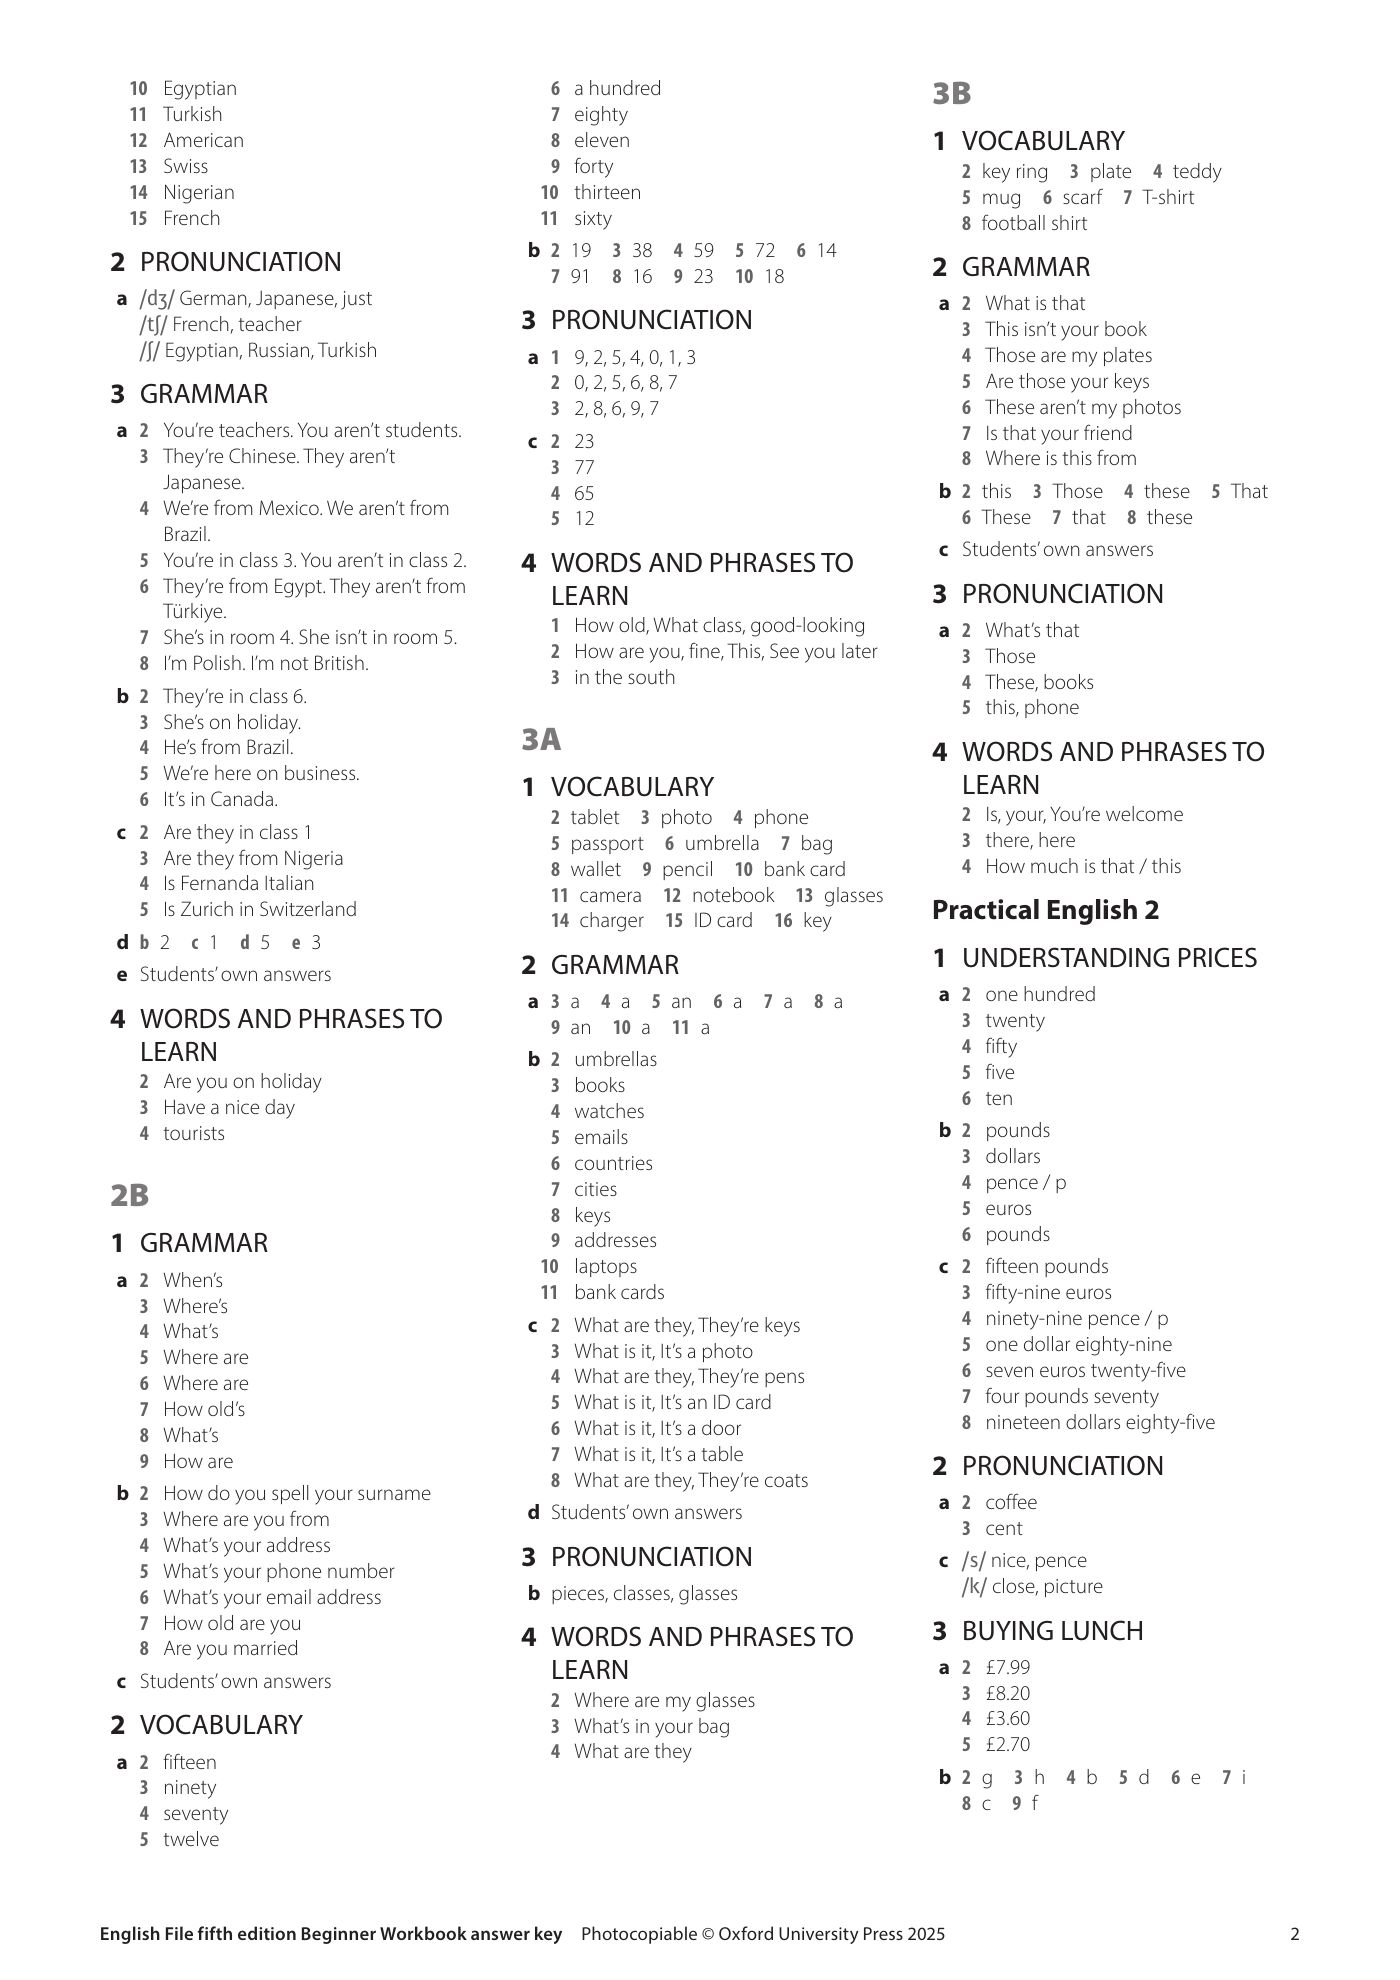 10 Egyptian
11 Turkish
12 American
13 Swiss
14 Nigerian
15 French
2 PRONUNCIATION
a /dʒ/ German, Japanese, just
/tʃ/ French, teacher
/ʃ/ Egyptian, Russian, Turkish
3 GRAMMAR
a 2 You're teachers. You aren't students.
3 They're Chinese. They aren't
Japanese.
4 We're from Mexico. We aren't from
Brazil.
5 You're in class 3. You aren't in class 2.
6 They're from Egypt. They aren't from
Türkiye.
7 She's in room 4. She isn't in room 5.
8 I'm Polish. I'm not British.
b 2 They're in class 6.
3 She's on holiday.
4 He's from Brazil.
5 We're here on business.
6 It's in Canada.
c 2 Are they in class 1
3 Are they from Nigeria
4 Is Fernanda Italian
5 Is Zurich in Switzerland
d b 2 c 1 d 5 e 3
e Students' own answers
4 WORDS AND PHRASES TO
LEARN
2 Are you on holiday
3 Have a nice day
4 tourists
2B
1 GRAMMAR
a 2 When's
3 Where's
4 What's
5 Where are
6 Where are
7 How old's
8 What's
9 How are
b 2 How do you spell your surname
3 Where are you from
4 What's your address
5 What's your phone number
6 What's your email address
7 How old are you
8 Are you married
c Students' own answers
2 VOCABULARY
a 2 fifteen
3 ninety
4 seventy
5 twelve
6 a hundred
7 eighty
8 eleven
9 forty
10 thirteen
11 sixty
b 2 19 3 38 4 59 5 72 6 14
7 91 8 16 9 23 10 18
3 PRONUNCIATION
a 1 9, 2, 5, 4, 0, 1, 3
2 0, 2, 5, 6, 8, 7
3 2, 8, 6, 9, 7
c 2 23
3 77
4 65
5 12
4 WORDS AND PHRASES TO
LEARN
1 How old, What class, good-looking
2 How are you, fine, This, See you later
3 in the south
3A
1 VOCABULARY
2 tablet 3 photo 4 phone
5 passport 6 umbrella 7 bag
8 wallet 9 pencil 10 bank card
11 camera 12 notebook 13 glasses
14 charger 15 ID card 16 key
2 GRAMMAR
a 3 a 4 a 5 an 6 a 7 a 8 a
9 an 10 a 11 a
b 2 umbrellas
3 books
4 watches
5 emails
6 countries
7 cities
8 keys
9 addresses
10 laptops
11 bank cards
c 2 What are they, They're keys
3 What is it, It's a photo
4 What are they, They're pens
5 What is it, It's an ID card
6 What is it, It's a door
7 What is it, It's a table
8 What are they, They're coats
d Students' own answers
3 PRONUNCIATION
b pieces, classes, glasses
4 WORDS AND PHRASES TO
LEARN
2 Where are my glasses
3 What's in your bag
4 What are they
3B
1 VOCABULARY
2 key ring 3 plate 4 teddy
5 mug 6 scarf 7 T-shirt
8 football shirt
2 GRAMMAR
a 2 What is that
3 This isn't your book
4 Those are my plates
5 Are those your keys
6 These aren't my photos
7 Is that your friend
8 Where is this from
b 2 this 3 Those 4 these 5 That
6 These 7 that 8 these
c Students' own answers
3 PRONUNCIATION
a 2 What's that
3 Those
4 These, books
5 this, phone
4 WORDS AND PHRASES TO
LEARN
2 Is, your, You're welcome
3 there, here
4 How much is that / this
Practical English 2
1 UNDERSTANDING PRICES
a 2 one hundred
3 twenty
4 fifty
5 five
6 ten
b 2 pounds
3 dollars
4 pence / p
5 euros
6 pounds
c 2 fifteen pounds
3 fifty-nine euros
4 ninety-nine pence / p
5 one dollar eighty-nine
6 seven euros twenty-five
7 four pounds seventy
8 nineteen dollars eighty-five
2 PRONUNCIATION
a 2 coffee
3 cent
c /s/ nice, pence
/k/ close, picture
3 BUYING LUNCH
a 2 £7.99
3 £8.20
4 £3.60
5 £2.70
b 2 g 3 h 4 b 5 d 6 e 7 i
8 c 9 f
English File fifth edition Beginner Workbook answer key Photocopiable © Oxford University Press 2025 2